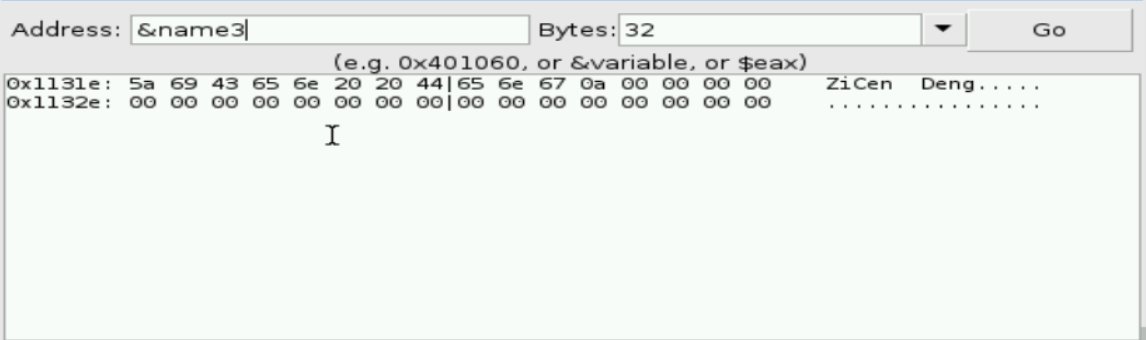 Address: &name3 Bytes: 32 Go
(e.g. 0x401060, or &variable, or $eax)
0x1131e: 5a 69 43 65 6e 20 20 44|65 6e 67 0a 00 00 00 00 ZiCen  Deng.....
0x1132e: 00 00 00 00 00 00 00 00|00 00 00 00 00 00 00 00 ................